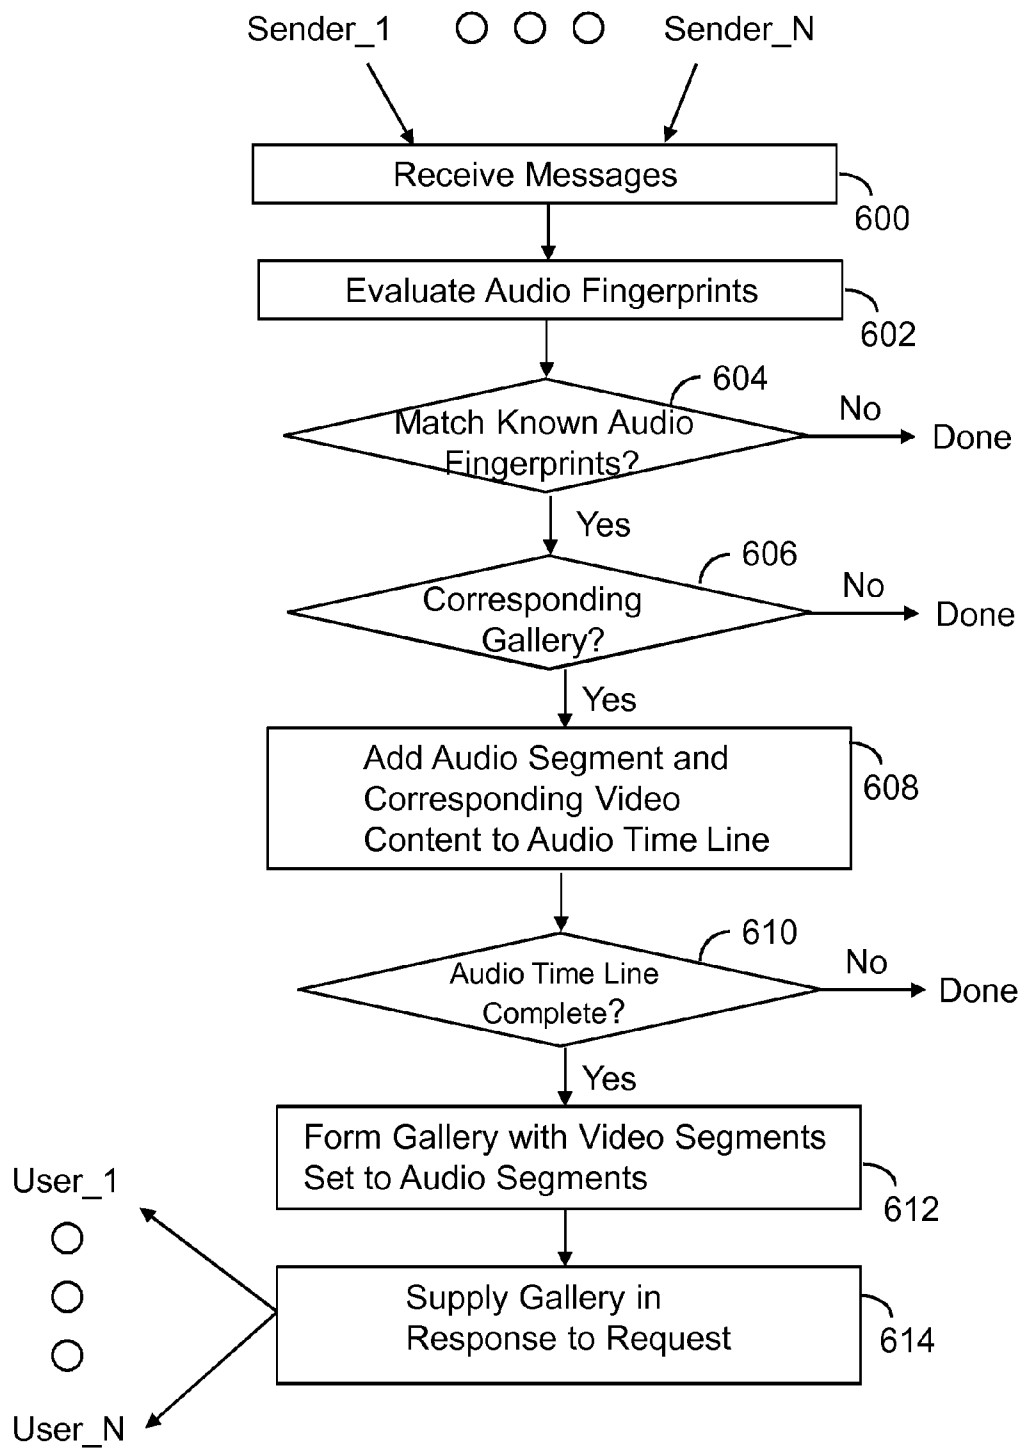 Sender_1
Sender_N
Receive Messages
600
Evaluate Audio Fingerprints
602
604
Match Known Audio
Fingerprints?
No
Done
Yes
606
Corresponding
Gallery?
No
Done
Yes
Add Audio Segment and
Corresponding Video
Content to Audio Time Line
608
610
Audio Time Line
Complete?
No
Done
Yes
Form Gallery with Video Segments
Set to Audio Segments
612
User_1
Supply Gallery in
Response to Request
614
User_N